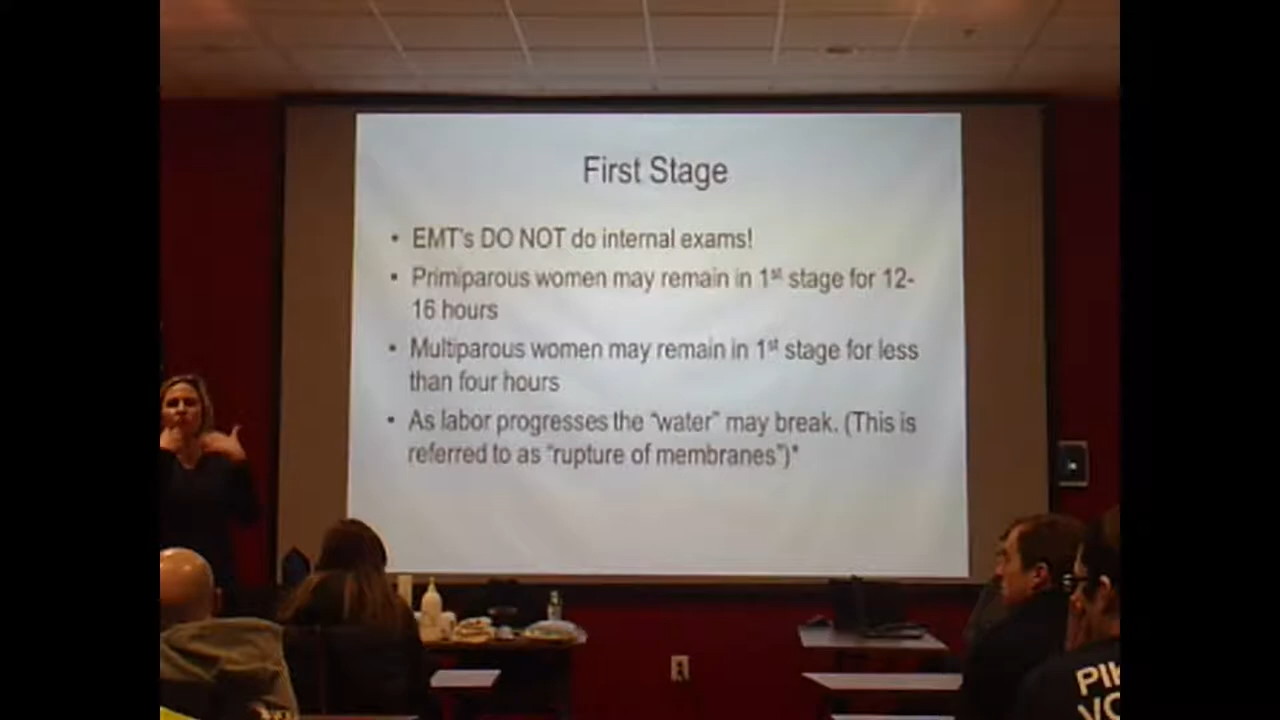 First Stage
• EMT's DO NOT do internal exams!
• Primiparous women may remain in 1st stage for 12-
16 hours
• Multiparous women may remain in 1st stage for less
than four hours
• As labor progresses the "water" may break. (This is
referred to as "rupture of membranes")*
PI
VO